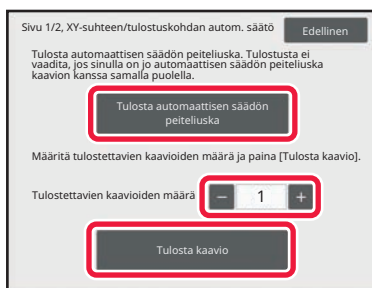 Sivu 1/2, XY-suhteen/tulostuskohdan autom. säätö
Edellinen
Tulosta automaattisen säädön peiteliuska. Tulostusta ei
vaadita, jos sinulla on jo automaattisen säädön peiteliuska
kaavion kanssa samalla puolella.
Tulosta automaattisen säädön
peiteliuska
Määritä tulostettavien kaavioiden määrä ja paina [Tulosta kaavio].
Tulostettavien kaavioiden määrä
− 1 +
Tulosta kaavio